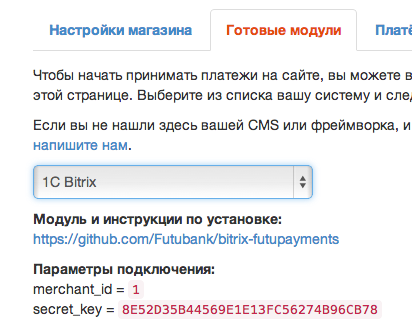 Настройки магазина Готовые модули Платё
Чтобы начать принимать платежи на сайте, вы можете в
этой странице. Выберите из списка вашу систему и сле
Если вы не нашли здесь вашей CMS или фреймворка, и
напишите нам.
1C Bitrix
Модуль и инструкции по установке:
https://github.com/Futubank/bitrix-futupayments
Параметры подключения:
merchant_id = 1
secret_key = 8E52D35B44569E1E13FC56274B96CB78